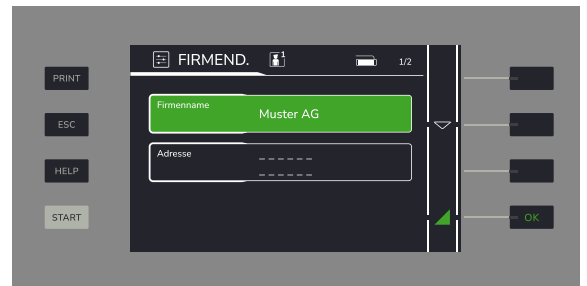 FIRMEND.
1
1/2
PRINT
Firmenname
Muster AG
ESC
Adresse
_ _ _ _ _ _
_ _ _ _ _ _
HELP
START
OK